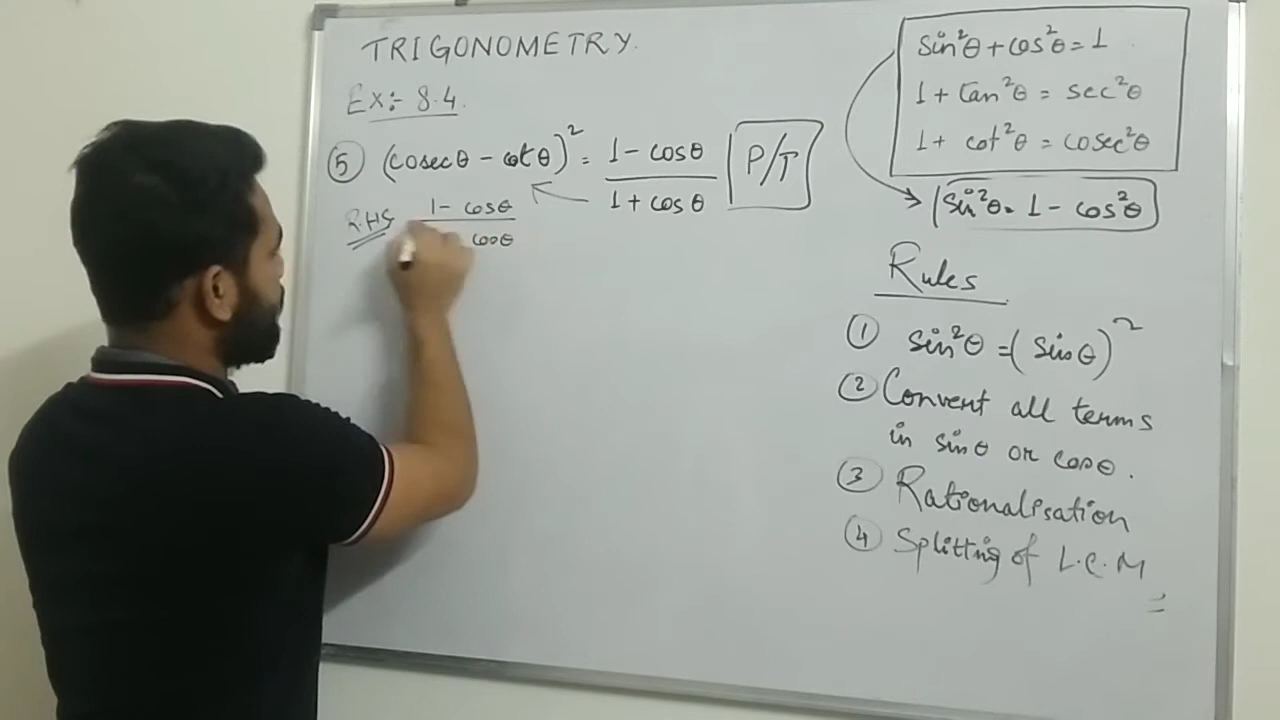 TRIGONOMETRY.
Ex:- 8.4.
⑤ (cosecθ - cotθ)² = 1 - cosθ / 1 + cosθ | P/T
R.HS 1 - cosθ / cosθ
sin²θ + cos²θ = 1
1 + tan²θ = sec²θ
1 + cot²θ = cosec²θ
sin²θ = 1 - cos²θ
Rules
① sin²θ = (sinθ)²
② Convert all terms
in sinθ or cosθ.
③ Rationalisation
④ Splitting of L.C.M